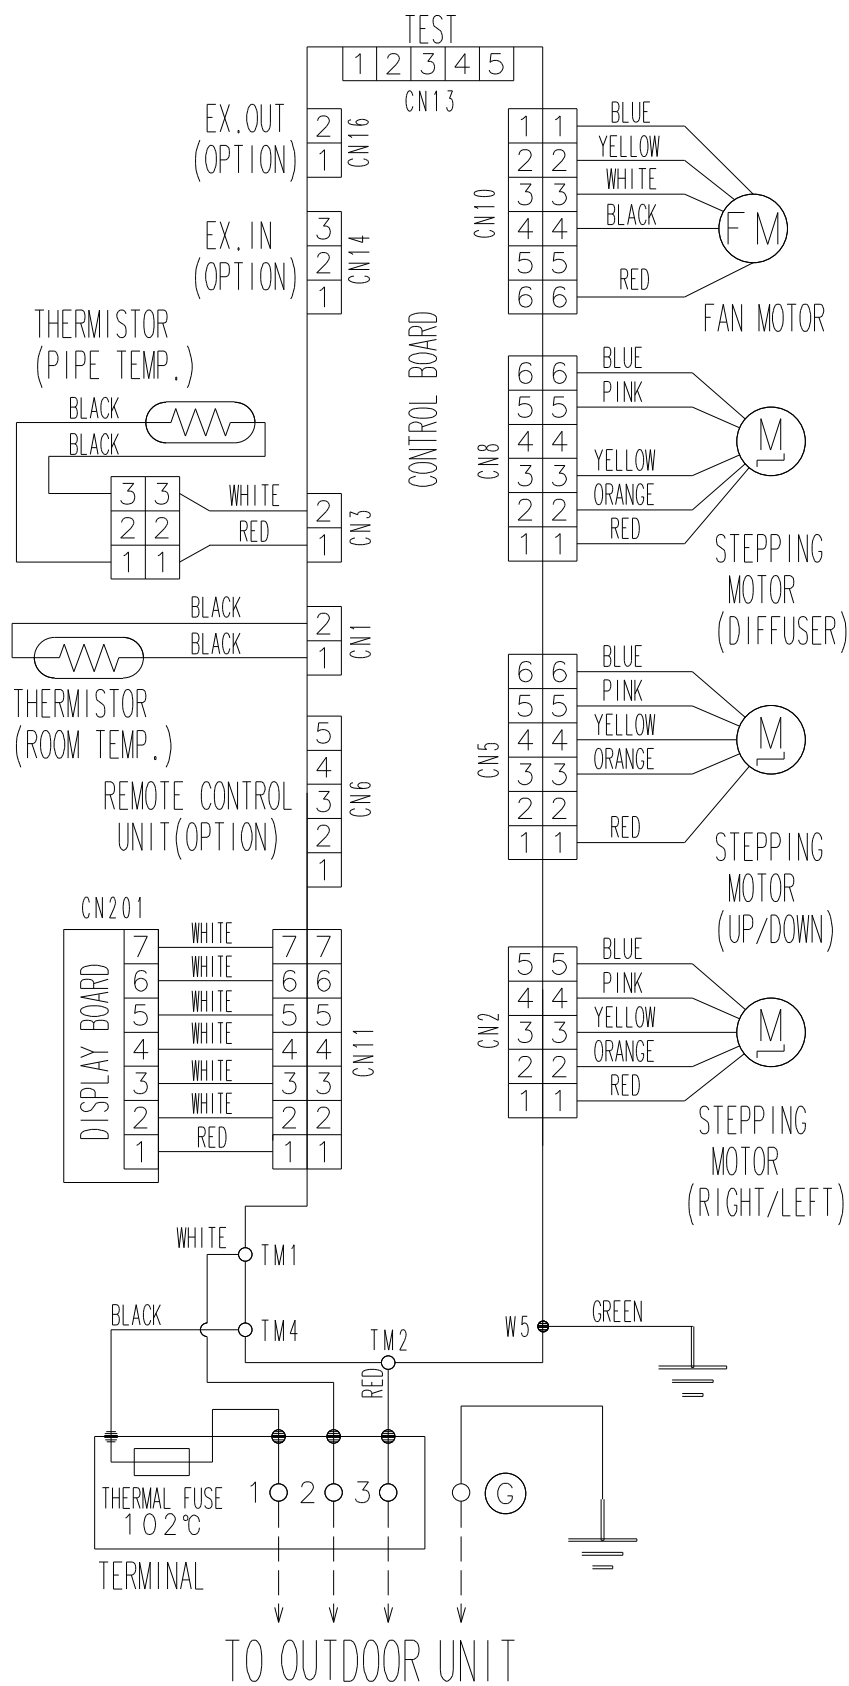 TEST
1 2 3 4 5
CN13
EX.OUT
(OPTION)
2
1
CN16
EX.IN
(OPTION)
3
2
1
CN14
CONTROL BOARD
THERMISTOR
(PIPE TEMP.)
BLACK
BLACK
3 3
2 2
1 1
WHITE
RED
2
1
CN3
BLACK
BLACK
2
1
CN1
THERMISTOR
(ROOM TEMP.)
REMOTE CONTROL
UNIT(OPTION)
5
4
3
2
1
CN6
CN201
DISPLAY BOARD
7 WHITE 7 7
6 WHITE 6 6
5 WHITE 5 5
4 WHITE 4 4
3 WHITE 3 3
2 WHITE 2 2
1 RED 1 1
CN11
CN10
1 1 BLUE
2 2 YELLOW
3 3 WHITE
4 4 BLACK
5 5
6 6 RED
FM
FAN MOTOR
CN8
6 6 BLUE
5 5 PINK
4 4
3 3 YELLOW
2 2 ORANGE
1 1 RED
M
STEPPING
MOTOR
(DIFFUSER)
CN5
6 6 BLUE
5 5 PINK
4 4 YELLOW
3 3 ORANGE
2 2
1 1 RED
M
STEPPING
MOTOR
(UP/DOWN)
CN2
5 5 BLUE
4 4 PINK
3 3 YELLOW
2 2 ORANGE
1 1 RED
M
STEPPING
MOTOR
(RIGHT/LEFT)
WHITE TM1
BLACK TM4
TM2
RED
W5 GREEN
THERMAL FUSE
102℃
1 2 3 G
TERMINAL
TO OUTDOOR UNIT